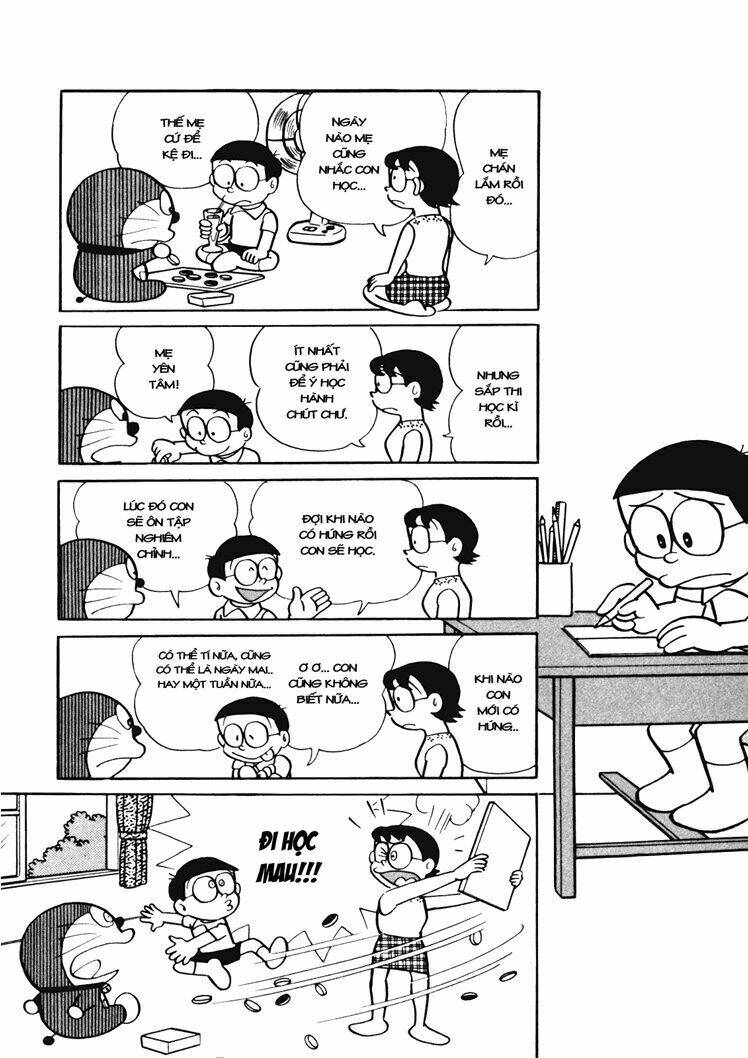 MẸ
CHÁN
LẮM RỒI
ĐÓ...
NGÀY
NÀO MẸ
CŨNG
NHẮC CON
HỌC...
THẾ MẸ
CỨ ĐỂ
KỆ ĐI...
NHƯNG
SẮP THI
HỌC KÌ
RỒI...
ÍT NHẤT
CŨNG PHẢI
ĐỂ Ý HỌC
HÀNH
CHÚT CHƯ.
MẸ
YÊN
TÂM!
ĐỢI KHI NÀO
CÓ HỨNG RỒI
CON SẼ HỌC.
LÚC ĐÓ CON
SẼ ÔN TẬP
NGHIÊM
CHỈNH...
KHI NÀO
CON
MỚI CÓ
HỨNG..
Ơ Ơ... CON
CŨNG KHÔNG
BIẾT NỮA...
CÓ THỂ TÍ NỮA, CŨNG
CÓ THỂ LÀ NGÀY MAI..
HAY MỘT TUẦN NỮA...
ĐI HỌC
MAU!!!